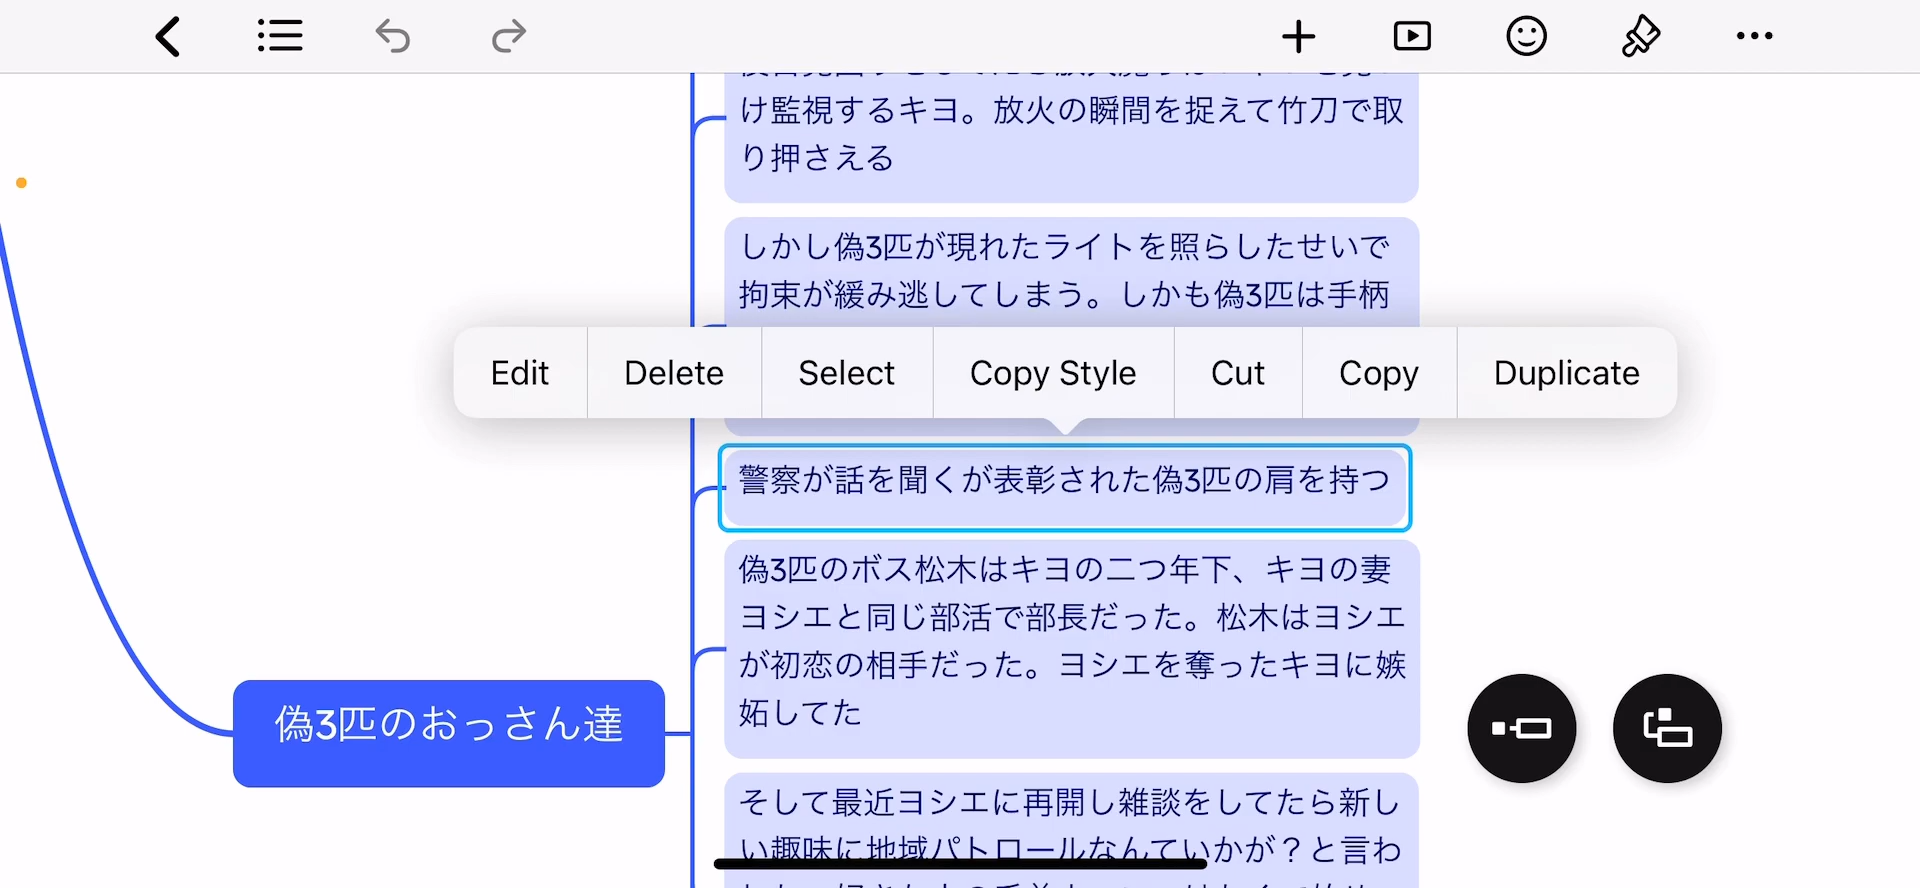 け監視するキヨ。放火の瞬間を捉えて竹刀で取
り押さえる
しかし偽3匹が現れたライトを照らしたせいで
拘束が緩み逃してしまう。しかも偽3匹は手柄
Edit
Delete
Select
Copy Style
Cut
Copy
Duplicate
警察が話を聞くが表彰された偽3匹の肩を持つ
偽3匹のボス松木はキヨの二つ年下、キヨの妻
ヨシエと同じ部活で部長だった。松木はヨシエ
が初恋の相手だった。ヨシエを奪ったキヨに嫉
妬してた
偽3匹のおっさん達
そして最近ヨシエに再開し雑談をしてたら新し
い趣味に地域パトロールなんていかが？と言わ